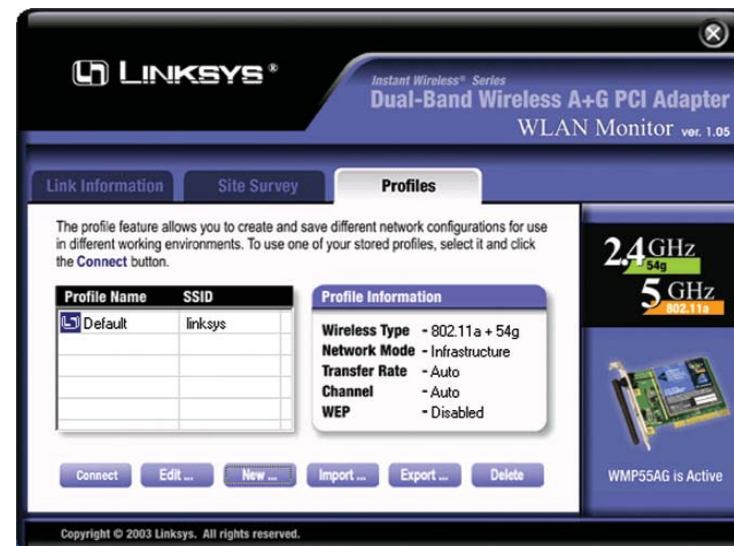 LINKSYS®
Instant Wireless® Series
Dual-Band Wireless A+G PCI Adapter
WLAN Monitor ver. 1.05
Link Information Site Survey Profiles
The profile feature allows you to create and save different network configurations for use
in different working environments. To use one of your stored profiles, select it and click
the Connect button.
Profile Name SSID
Default linksys
Profile Information
Wireless Type - 802.11a + 54g
Network Mode - Infrastructure
Transfer Rate - Auto
Channel - Auto
WEP - Disabled
Connect Edit ... New ... Import ... Export ... Delete
2.4 GHz
54g
5 GHz
802.11a
WMP55AG is Active
Copyright © 2003 Linksys. All rights reserved.